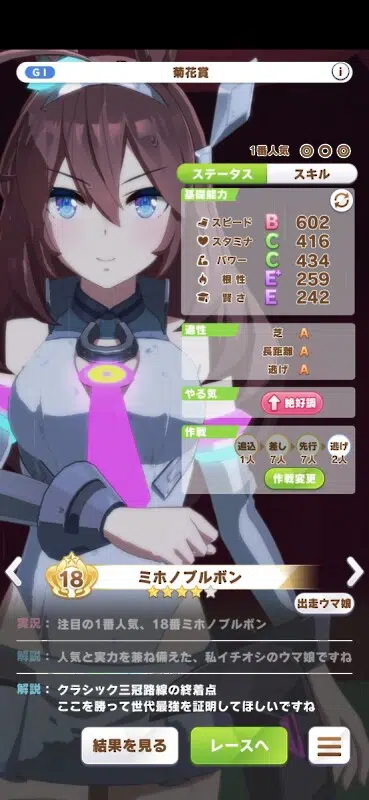 GI 菊花賞
1番人気 ◎○◎
ステータス スキル
基礎能力
スピード B 602
スタミナ C 416
パワー C 434
根性 E+ 259
賢さ E 242
適性
芝 A
長距離 A
逃げ A
やる気
絶好調
作戦
追込 差し 先行 逃げ
1人 7人 7人 2人
作戦変更
18 ミホノブルボン
出走ウマ娘
実況：注目の1番人気、18番ミホノブルボン
解説：人気と実力を兼ね備えた、私イチオシのウマ娘ですね
解説：クラシック三冠路線の終着点
ここを勝って世代最強を証明してほしいですね
結果を見る レースへ